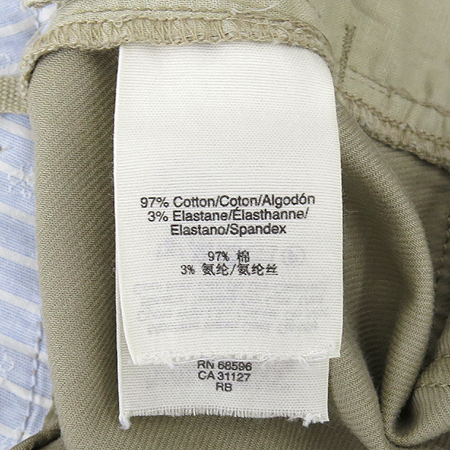 97% Cotton/Coton/Algodón
3% Elastane/Élasthanne/
Elastano/Spandex
97% 棉
3% 氨纶/氨纶丝
RN 68596
CA 31127
RB